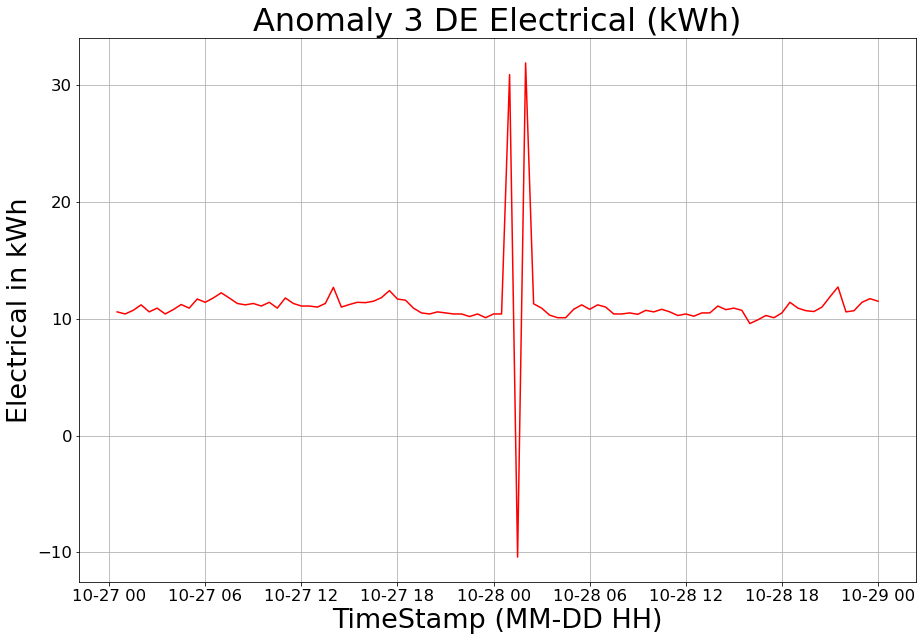 Anomaly 3 DE Electrical (kWh)
Electrical in kWh
30
20
10
0
−10
10-27 00 10-27 06 10-27 12 10-27 18 10-28 00 10-28 06 10-28 12 10-28 18 10-29 00
TimeStamp (MM-DD HH)